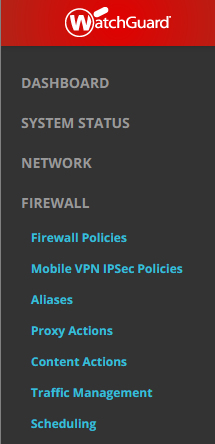 WatchGuard
DASHBOARD
SYSTEM STATUS
NETWORK
FIREWALL
Firewall Policies
Mobile VPN IPSec Policies
Aliases
Proxy Actions
Content Actions
Traffic Management
Scheduling